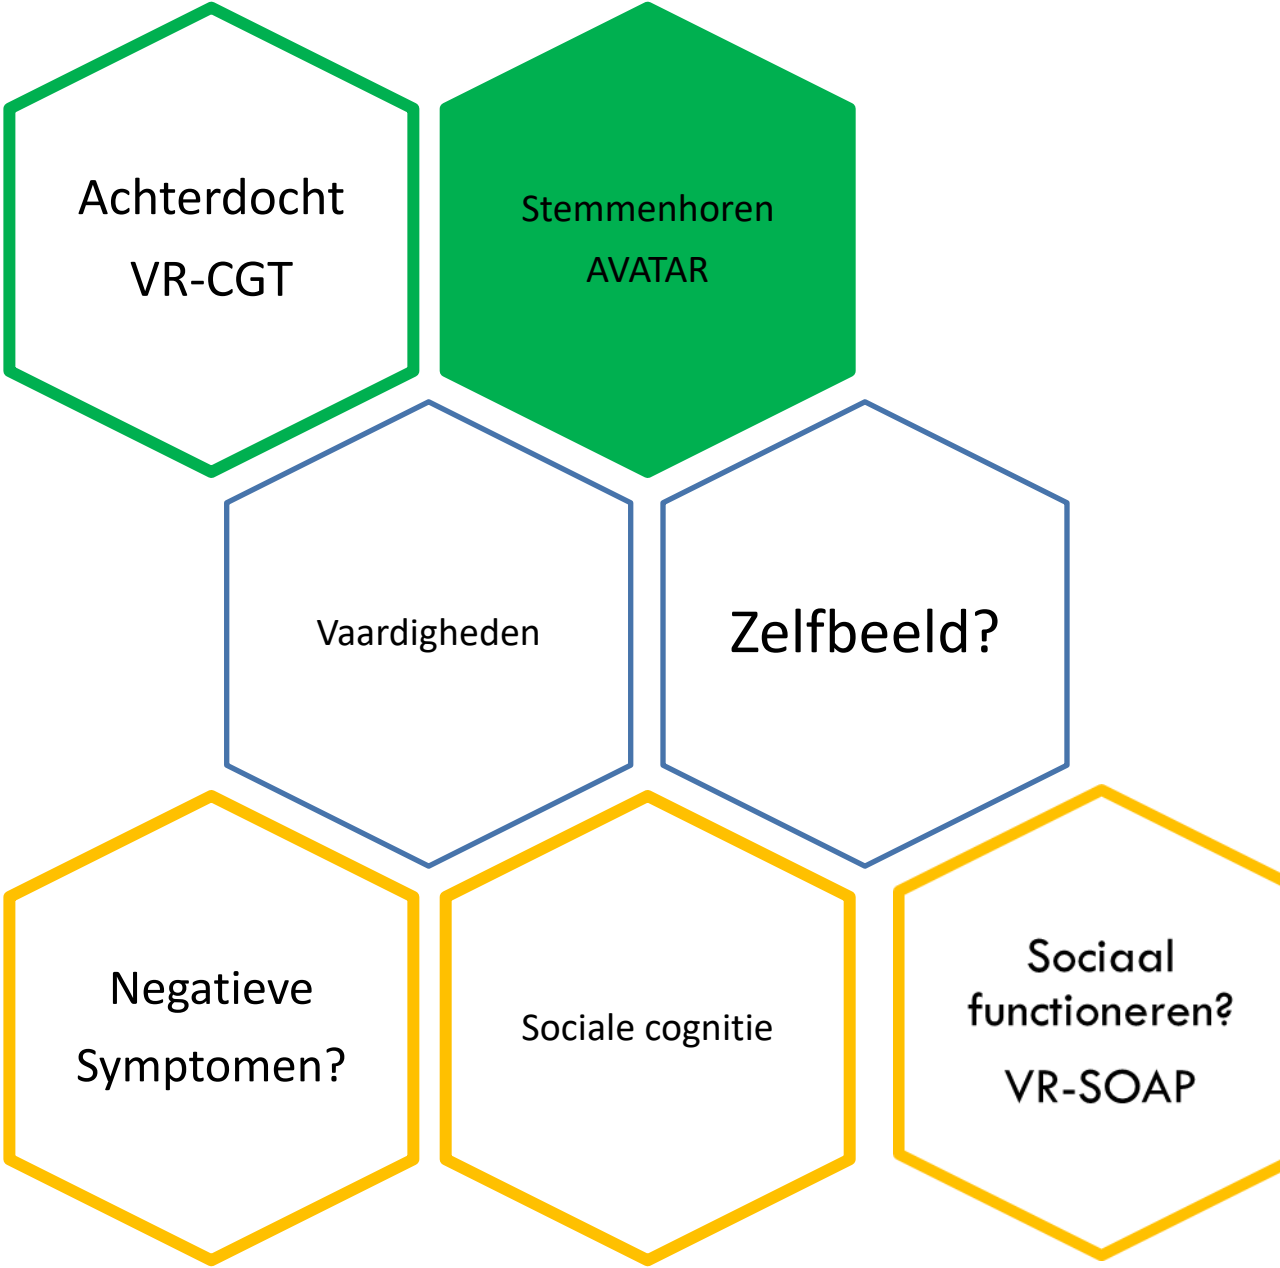 Achterdocht
VR-CGT
Stemmenhoren
AVATAR
Vaardigheden
Zelfbeeld?
Negatieve
Symptomen?
Sociale cognitie
Sociaal
functioneren?
VR-SOAP